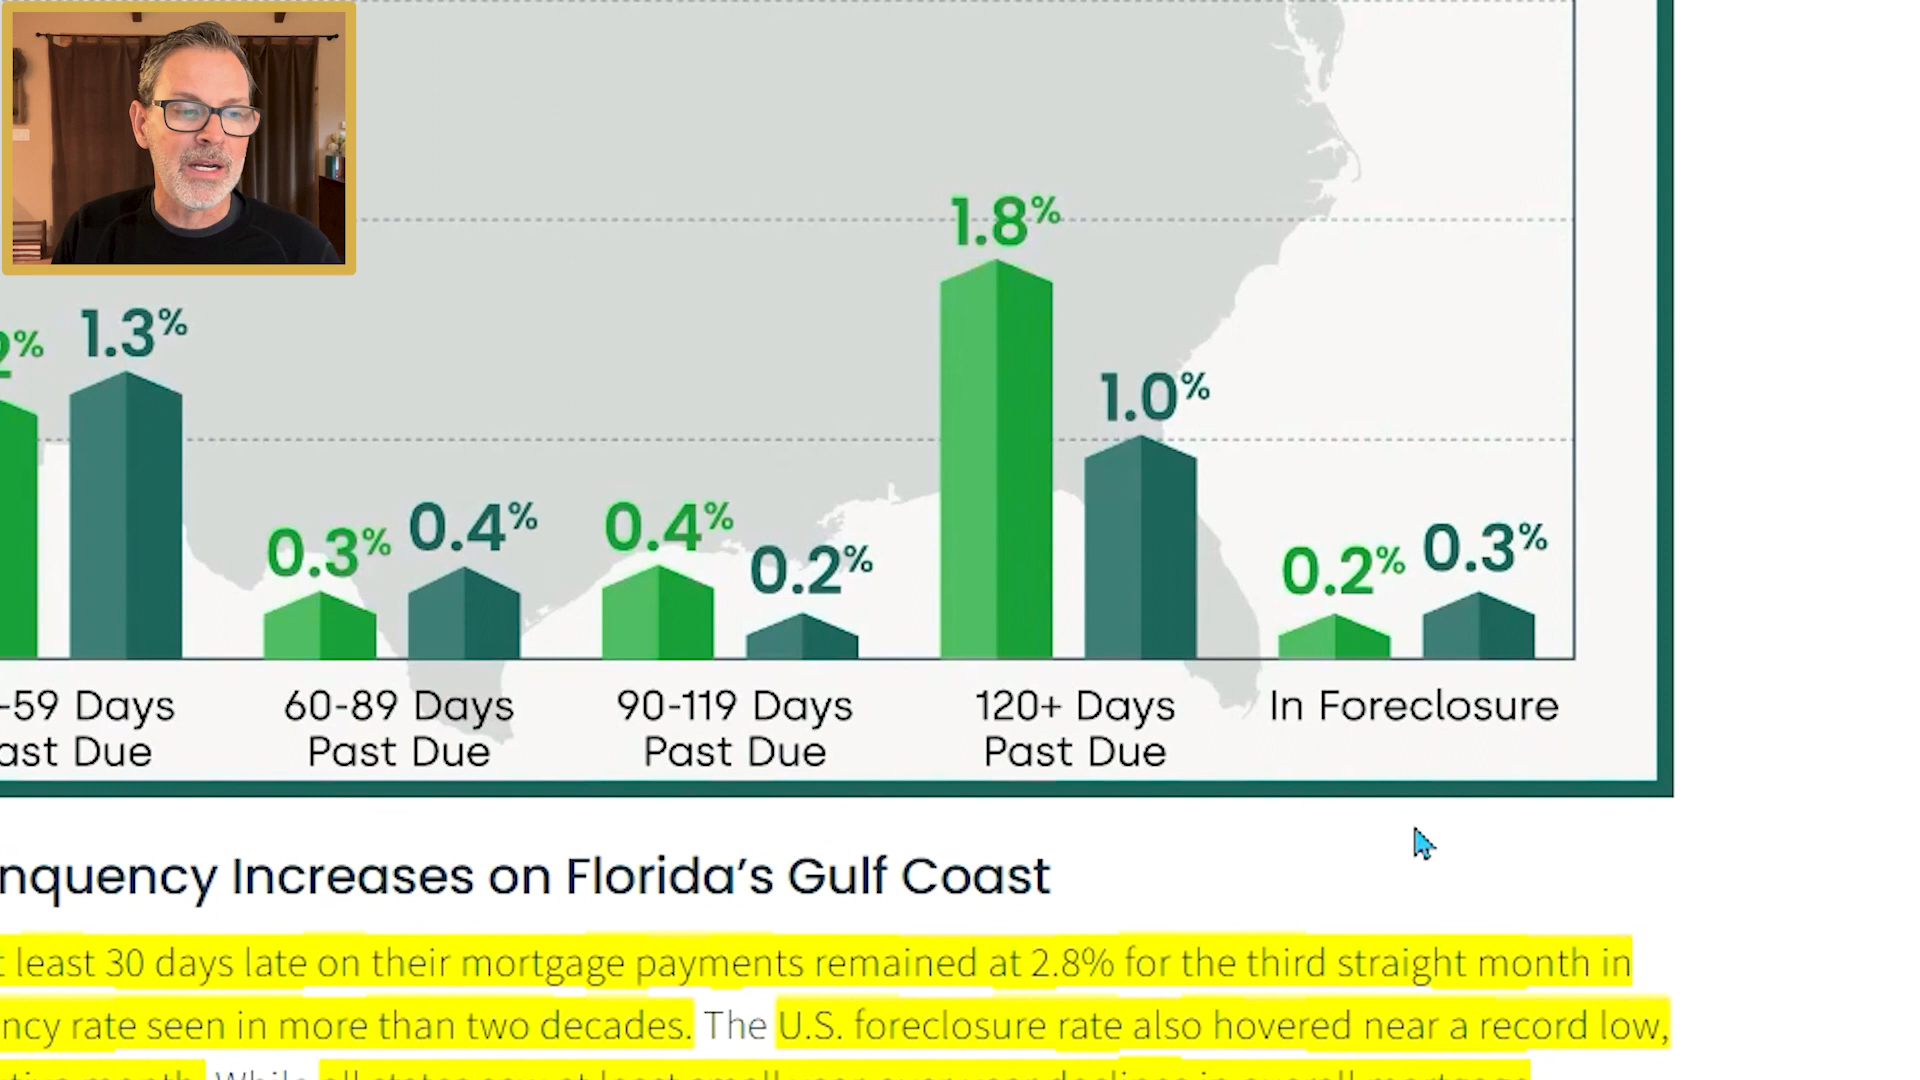 1.8%
2% 1.3%
1.0%
0.3% 0.4% 0.4% 0.2% 0.2% 0.3%
-59 Days 60-89 Days 90-119 Days 120+ Days In Foreclosure
ast Due Past Due Past Due Past Due
nquency Increases on Florida’s Gulf Coast
t least 30 days late on their mortgage payments remained at 2.8% for the third straight month in
ncy rate seen in more than two decades. The U.S. foreclosure rate also hovered near a record low,